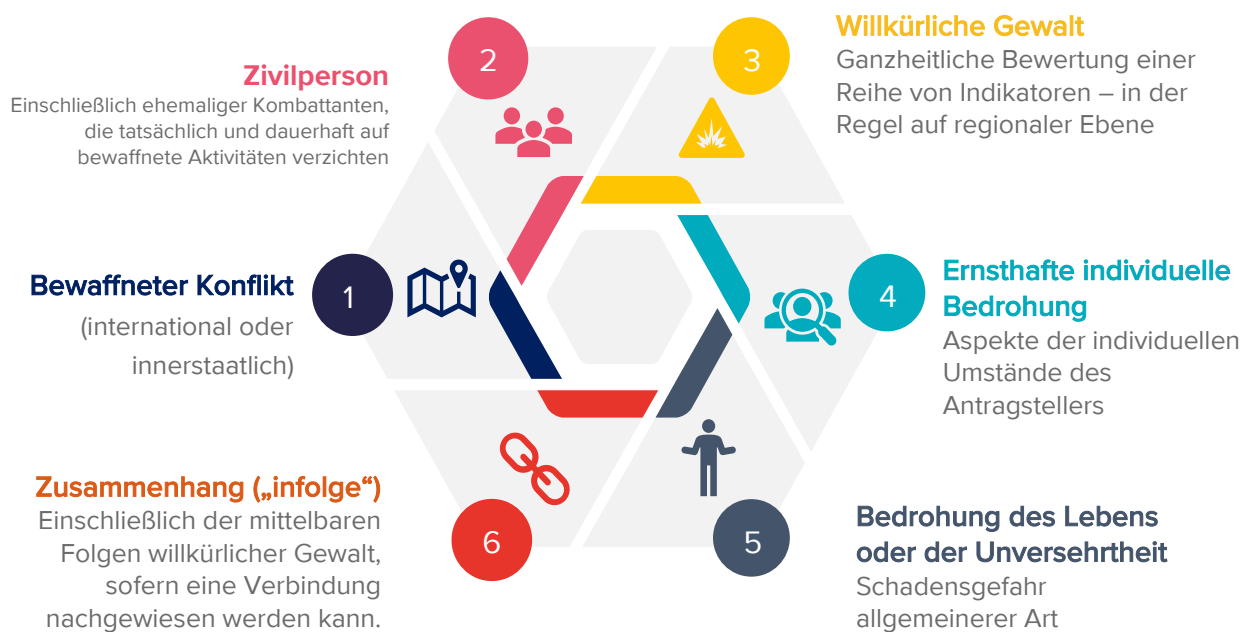 1
Bewaffneter Konflikt
(international oder
innerstaatlich)
2
Zivilperson
Einschließlich ehemaliger Kombattanten,
die tatsächlich und dauerhaft auf
bewaffnete Aktivitäten verzichten
3
Willkürliche Gewalt
Ganzheitliche Bewertung einer
Reihe von Indikatoren – in der
Regel auf regionaler Ebene
4
Ernsthafte individuelle
Bedrohung
Aspekte der individuellen
Umstände des
Antragstellers
5
Bedrohung des Lebens
oder der Unversehrtheit
Schadensgefahr
allgemeinerer Art
6
Zusammenhang („infolge“)
Einschließlich der mittelbaren
Folgen willkürlicher Gewalt,
sofern eine Verbindung
nachgewiesen werden kann.